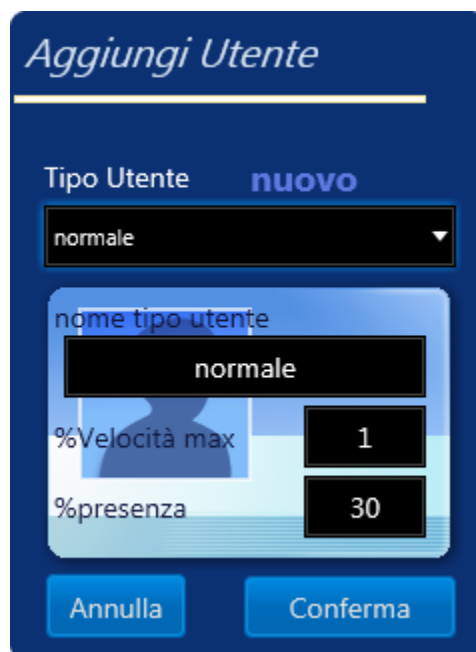 Aggiungi Utente
Tipo Utente nuovo
normale
nome tipo utente
normale
%Velocità max 1
%presenza 30
Annulla Conferma